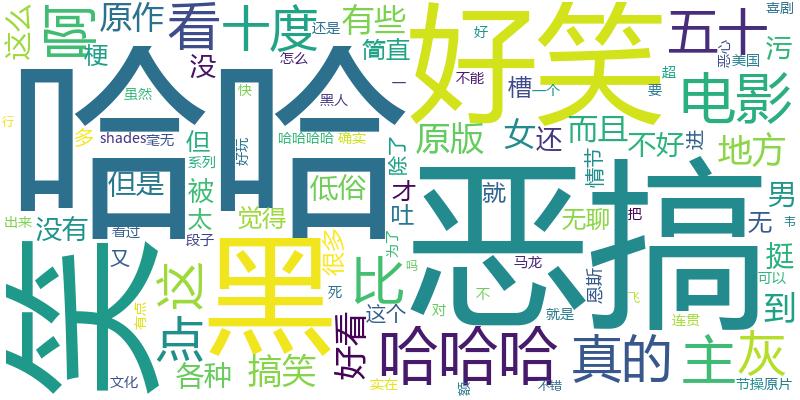 这么
啊
原作
梗
看
没
十度
还是
怎么
有些
简直
好笑
好
不能
槽
一个
五十
超
要
美国
污
喜剧
电影
多
虽然
shades
毫无
快
系列
但
好玩
黑人
一
哈哈哈哈
确实
原版
除了
女
还
而且
不好
进
地方
行
哈哈
但是
被
太
低俗
才
吐
就
恶搞
情节
无聊
把
无
男
韦
没有
出来
看过
又
段子
觉得
很多
为了
吗
马龙
恩斯
挺
可以
到
笑
这
黑
比
死
这个
对
不
就是
飞
连贯
有点
点
文化
各种
搞笑
好看
实在
哈哈哈
不错
真的
主
灰
节操
原片